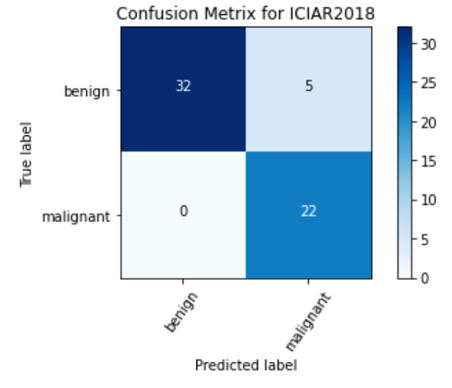 Confusion Metrix for ICIAR2018
benign
32
5
malignant
0
22
True label
benign
malignant
Predicted label
30
25
20
15
10
5
0